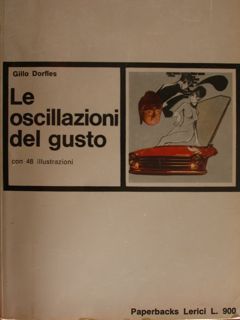 Gillo Dorfles
Le
oscillazioni
del gusto
con 48 illustrazioni
Paperbacks Lerici L. 900